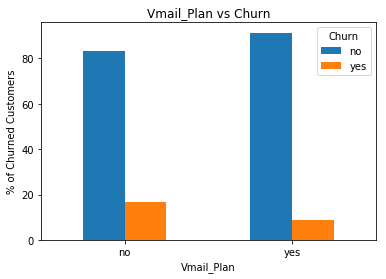 Vmail_Plan vs Churn
Churn
no
yes
% of Churned Customers
80
60
40
20
0
no
yes
Vmail_Plan